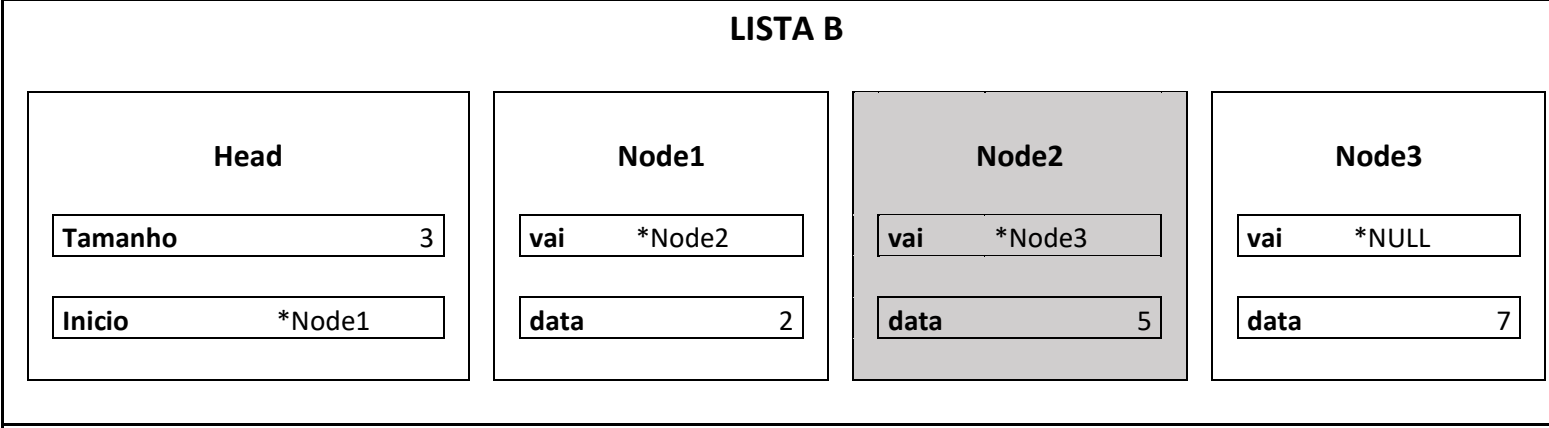 LISTA B
Head
Node1
Node2
Node3
Tamanho 3
vai *Node2
vai *Node3
vai *NULL
Inicio *Node1
data 2
data 5
data 7